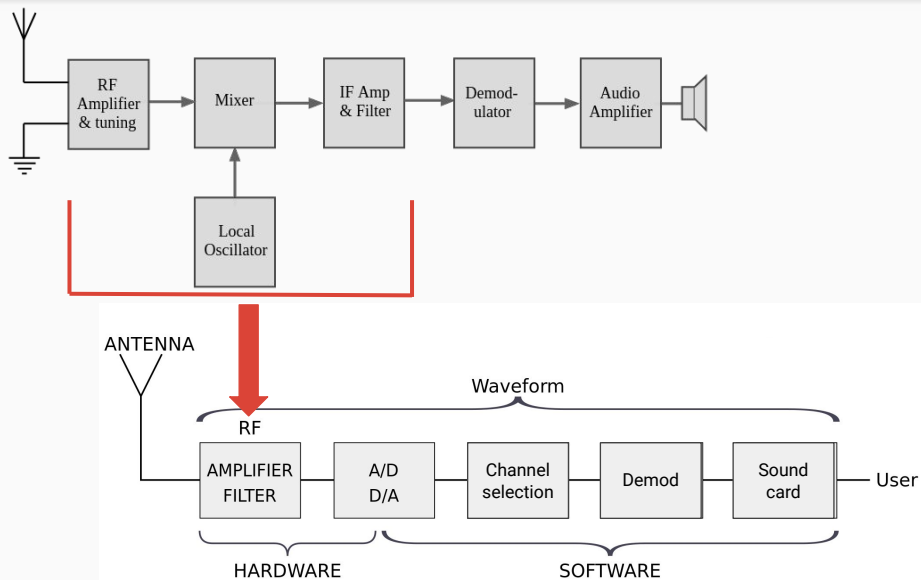 RF
Amplifier
& tuning
Mixer
IF Amp
& Filter
Demod-
ulator
Audio
Amplifier
Local
Oscillator
ANTENNA
Waveform
RF
AMPLIFIER
FILTER
A/D
D/A
Channel
selection
Demod
Sound
card
User
HARDWARE
SOFTWARE